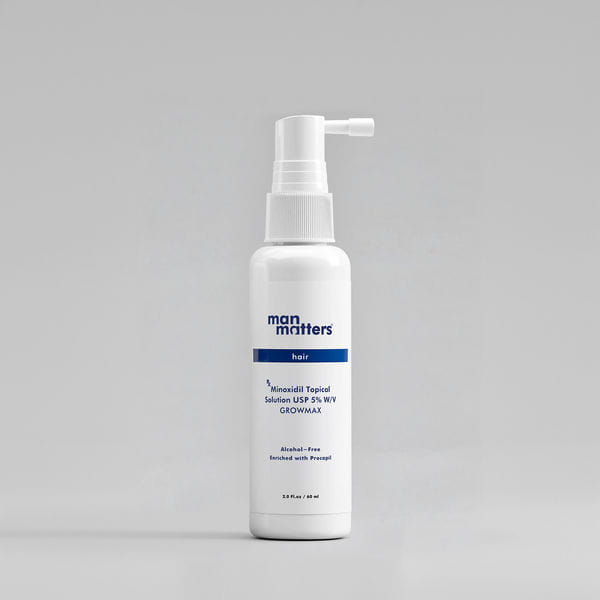 man
matters
hair
℞ Minoxidil Topical
Solution USP 5% W/V
GROWMAX
Alcohol-Free
Enriched with Procapil
2.0 Fl.oz / 60 ml